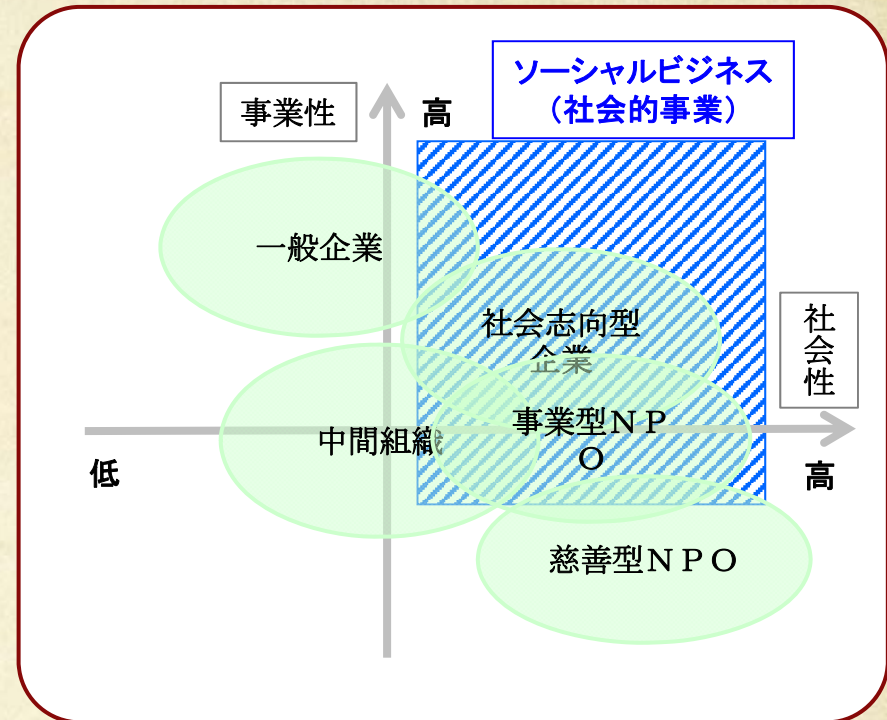 ソーシャルビジネス
（社会的事業）
事業性
高
一般企業
社会志向型
企業
社
会
性
事業型ＮＰ
Ｏ
中間組織
低
高
慈善型ＮＰＯ